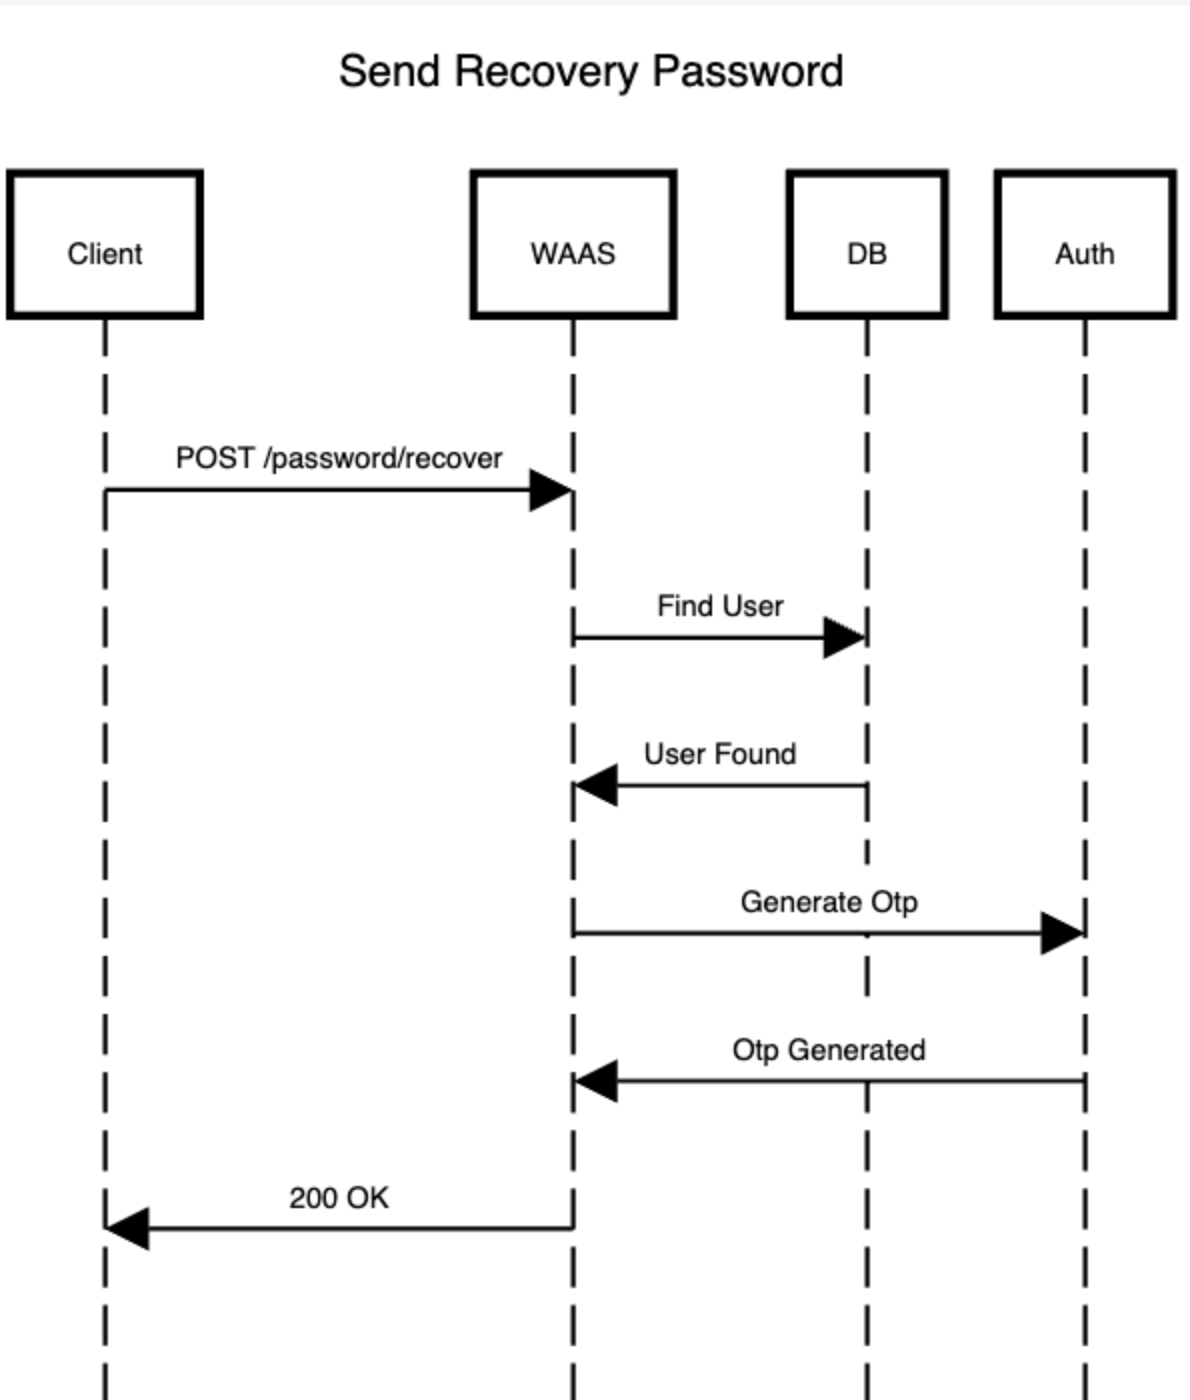 Send Recovery Password
Client
WAAS
DB
Auth
POST /password/recover
Find User
User Found
Generate Otp
Otp Generated
200 OK